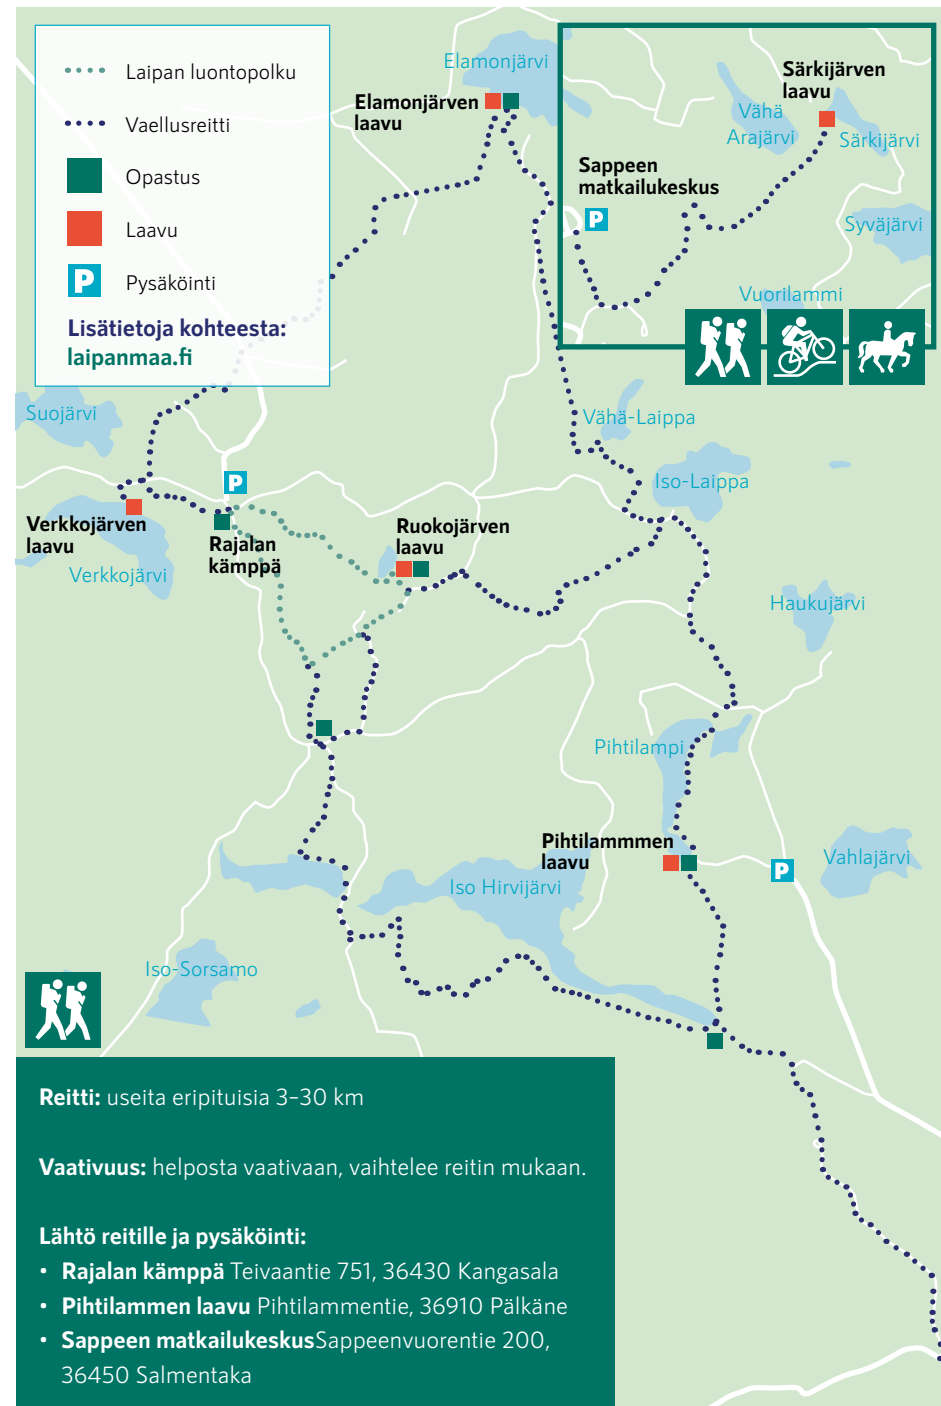 Laipan luontopolku
Vaellusreitti
Opastus
Laavu
P
Pysäköinti
Lisätietoja kohteesta:
laipanmaa.fi
Elamonjärvi
Elamonjärven
laavu
Särkijärven
laavu
Vähä
Arajärvi
Särkijärvi
Sappeen
matkailukeskus
P
Syväjärvi
Vuorilammi
Suojärvi
Vähä-Laippa
Iso-Laippa
P
Verkkojärven
laavu
Rajalan
kämppä
Ruokojärven
laavu
Verkkojärvi
Haukujärvi
Pihtilampi
Pihtilammmen
laavu
P
Vahlajärvi
Iso Hirvijärvi
Iso-Sorsamo
Reitti: useita eripituisia 3–30 km
Vaativuus: helposta vaativaan, vaihtelee reitin mukaan.
Lähtö reitille ja pysäköinti:
• Rajalan kämppä Teivaantie 751, 36430 Kangasala
• Pihtilammen laavu Pihtilammentie, 36910 Pälkäne
• Sappeen matkailukeskusSappeenvuorentie 200,
36450 Salmentaka